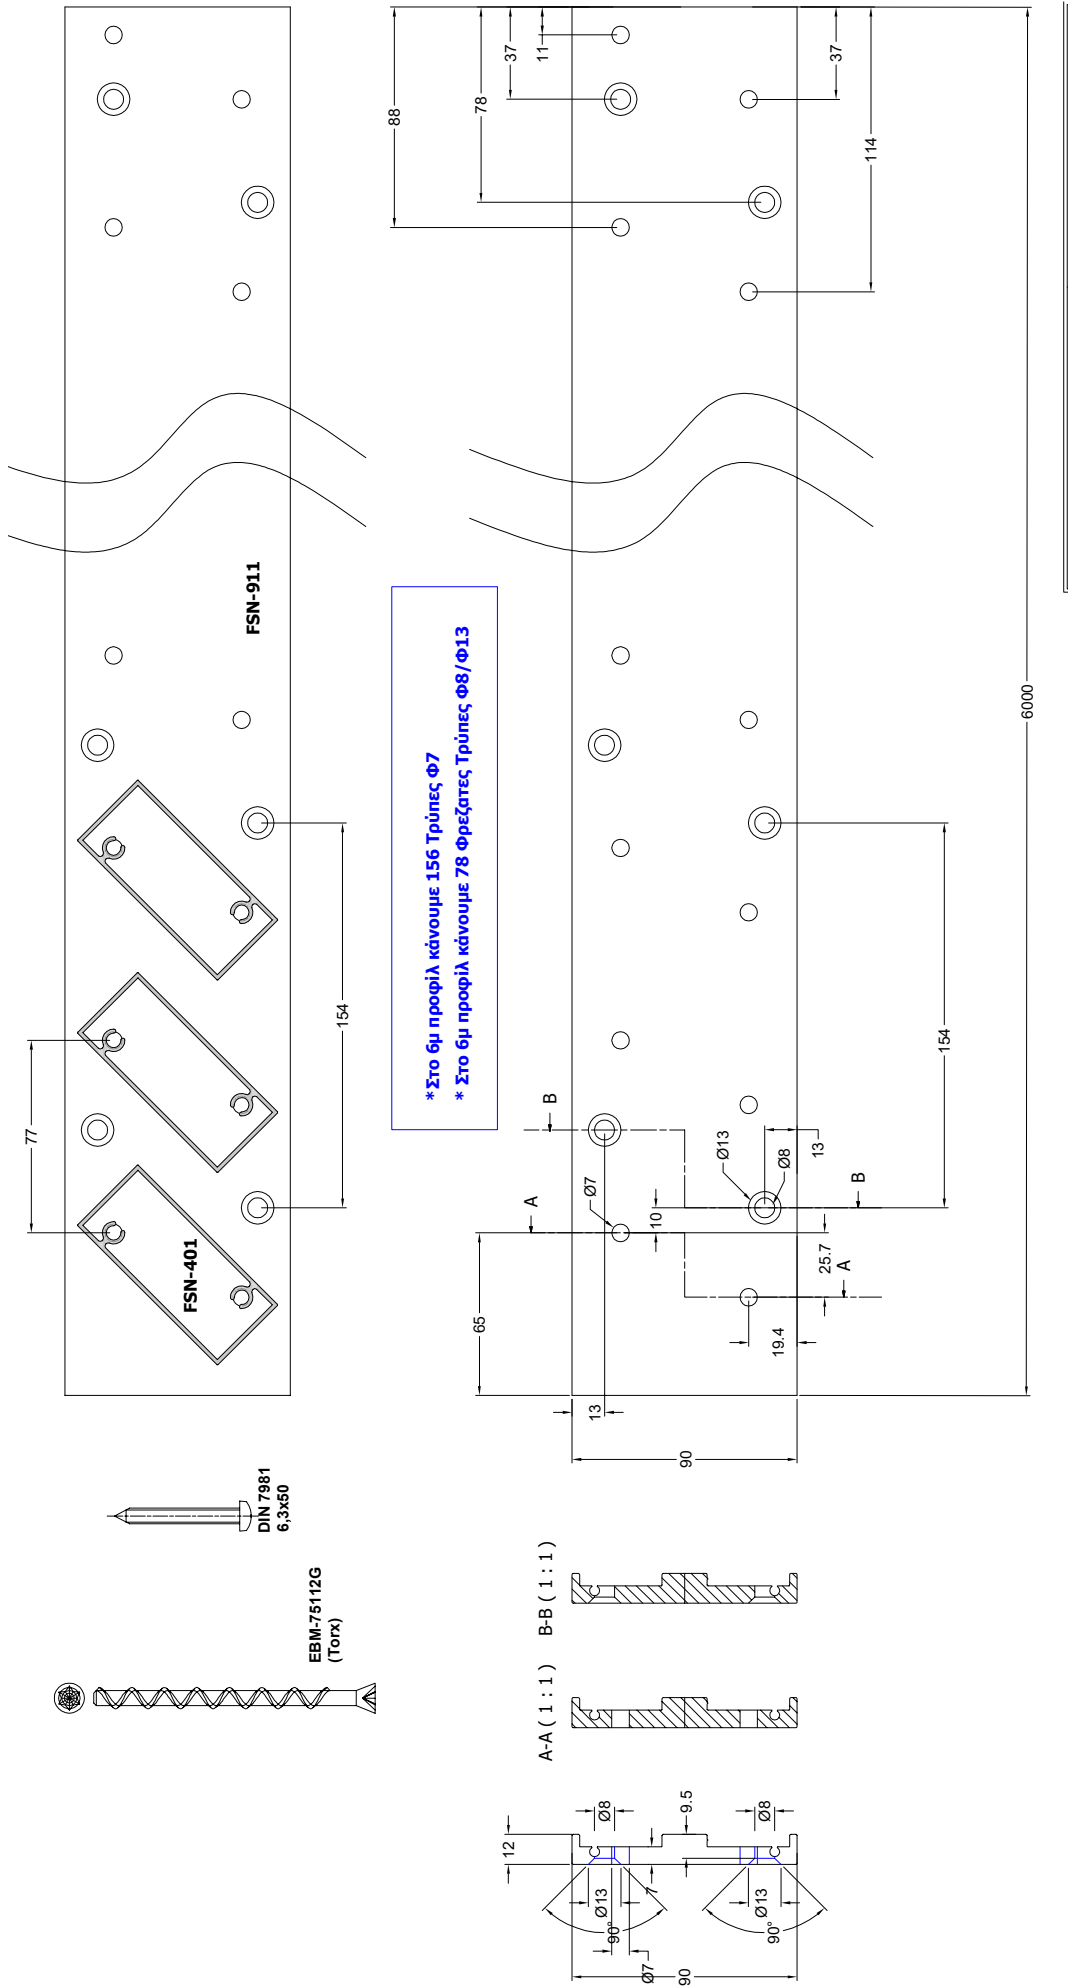 88
37
11
78
37
114
FSN-911
*Στο 6μ προφίλ κάνουμε 156 Τρύπες Φ7
* Στο 6μ προφίλ κάνουμε 78 Φρεζάτες Τρύπες Φ8/Φ13
6000
154
77
FSN-401
154
B
A
Ø7
10
Ø13
Ø8
13
B
25.7
A
65
19.4
13
90
DIN 7981
6,3x50
EBM-75112G
(Torx)
B-B ( 1 : 1 )
A-A ( 1 : 1 )
12
Ø8
9.5
Ø8
7
Ø13
Ø13
90°
90°
Ø7
90